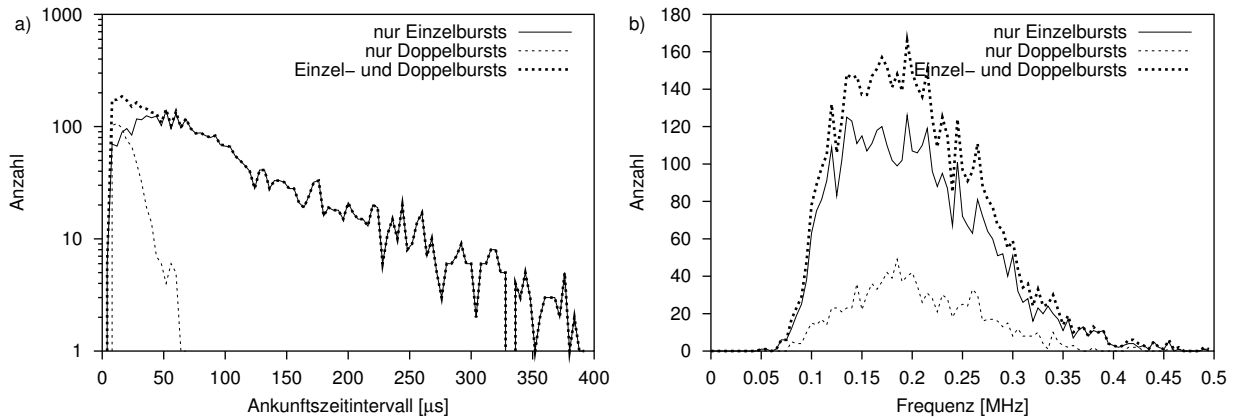 a)
nur Einzelbursts
nur Doppelbursts
Einzel− und Doppelbursts
1000
100
10
1
Anzahl
0 50 100 150 200 250 300 350 400
Ankunftszeitintervall [µs]
b)
nur Einzelbursts
nur Doppelbursts
Einzel− und Doppelbursts
180
160
140
120
100
80
60
40
20
0
Anzahl
0 0.05 0.1 0.15 0.2 0.25 0.3 0.35 0.4 0.45 0.5
Frequenz [MHz]